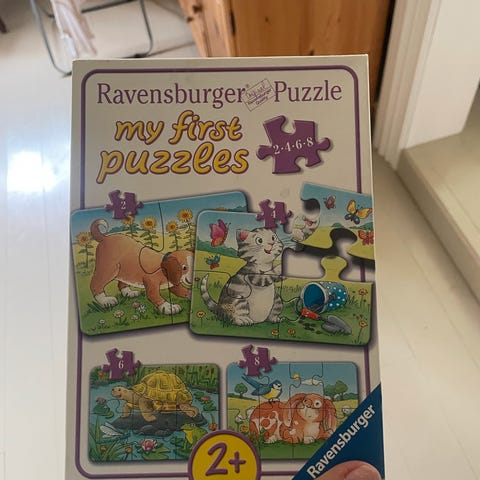 Ravensburger Puzzle
my first
puzzles
2·4·6·8
2
4
6
8
2+
Ravensburger